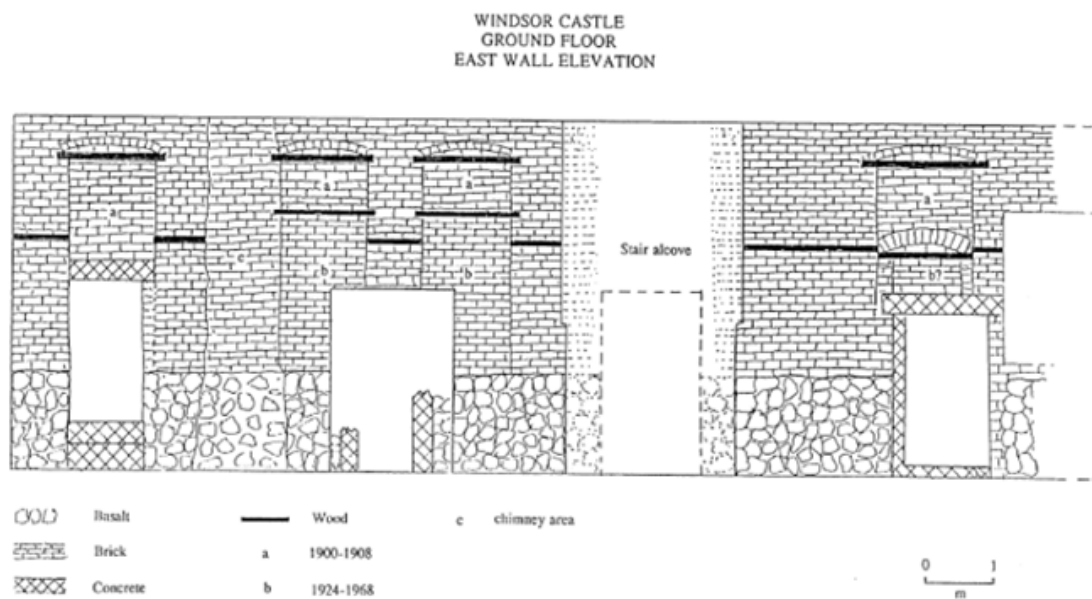 WINDSOR CASTLE
GROUND FLOOR
EAST WALL ELEVATION
a
a
a
a
Stair alcove
c
b
b
b?
Basalt
Wood
c chimney area
Brick
a 1900-1908
Concrete
b 1924-1968
0 1
m